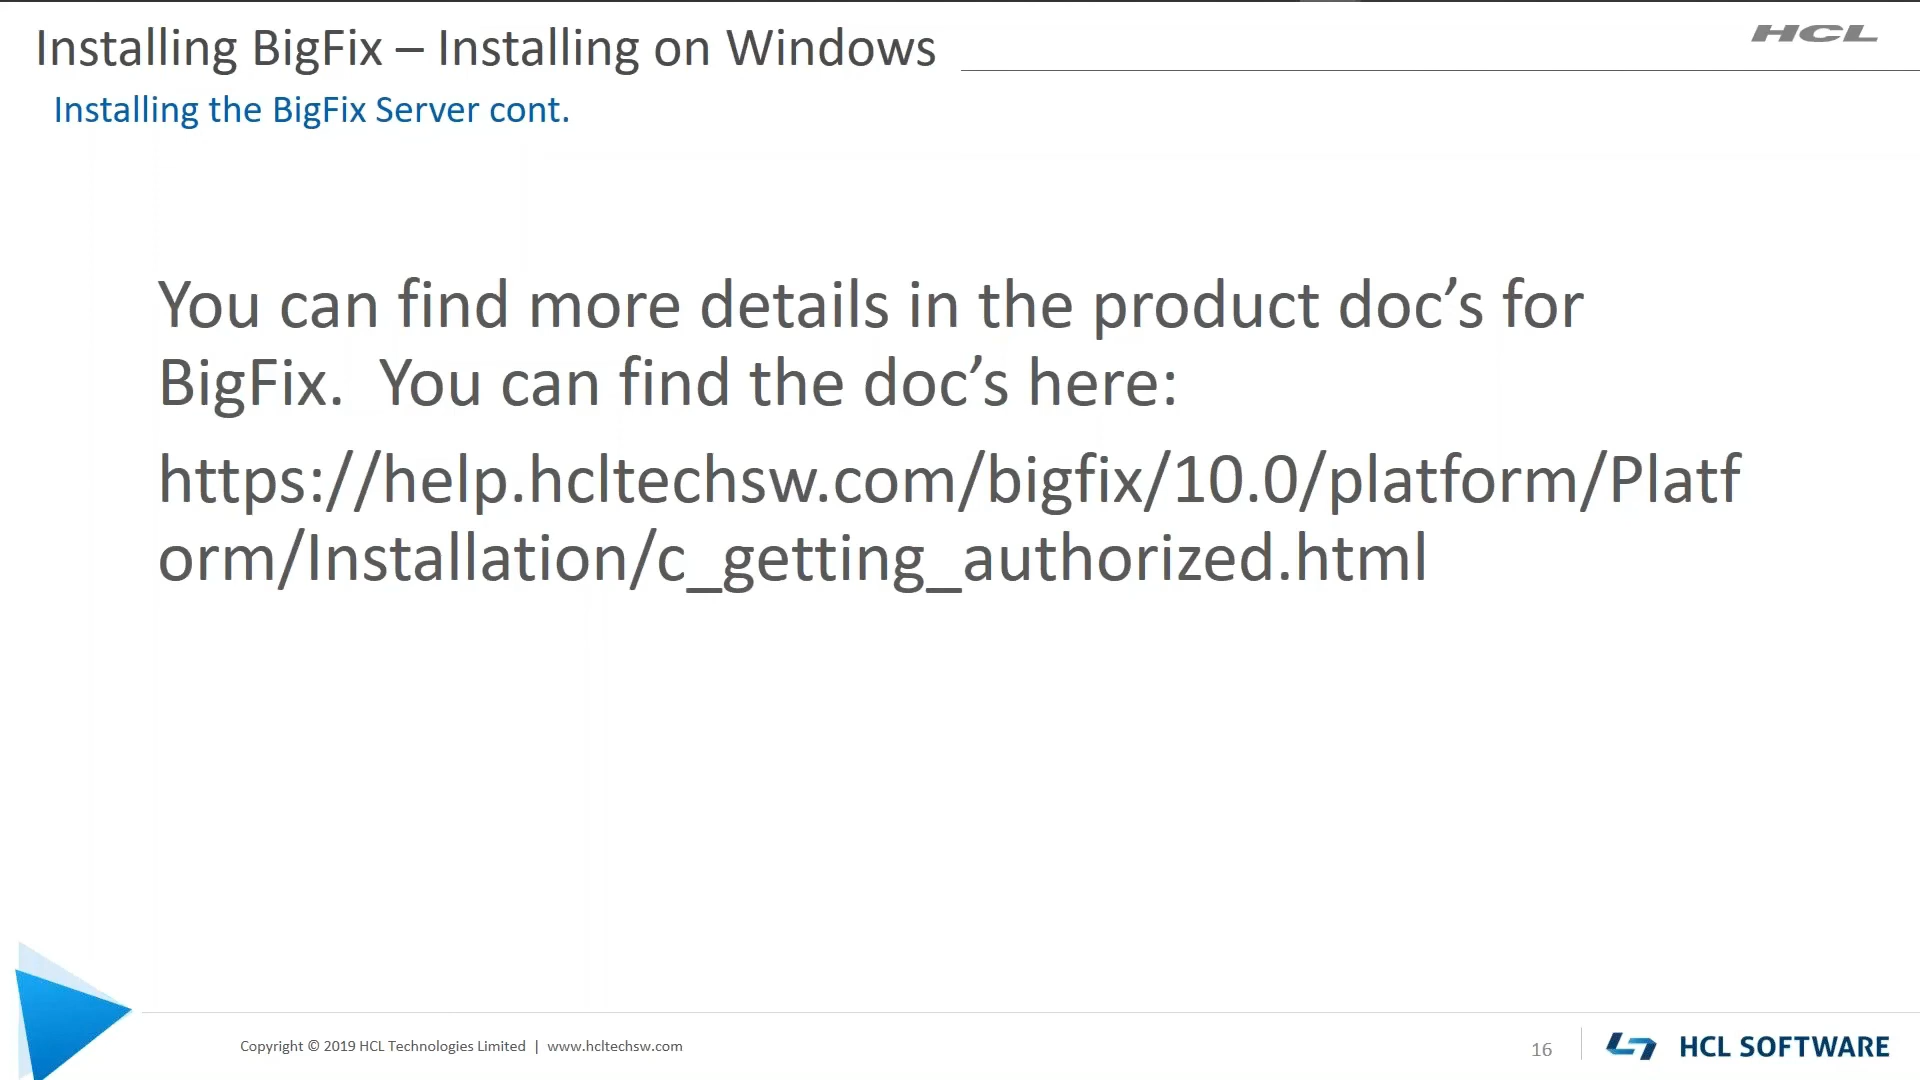 Installing BigFix – Installing on Windows
HCL
Installing the BigFix Server cont.
You can find more details in the product doc’s for
BigFix.  You can find the doc’s here:
https://help.hcltechsw.com/bigfix/10.0/platform/Platf
orm/Installation/c_getting_authorized.html
Copyright © 2019 HCL Technologies Limited  |  www.hcltechsw.com
16
HCL SOFTWARE